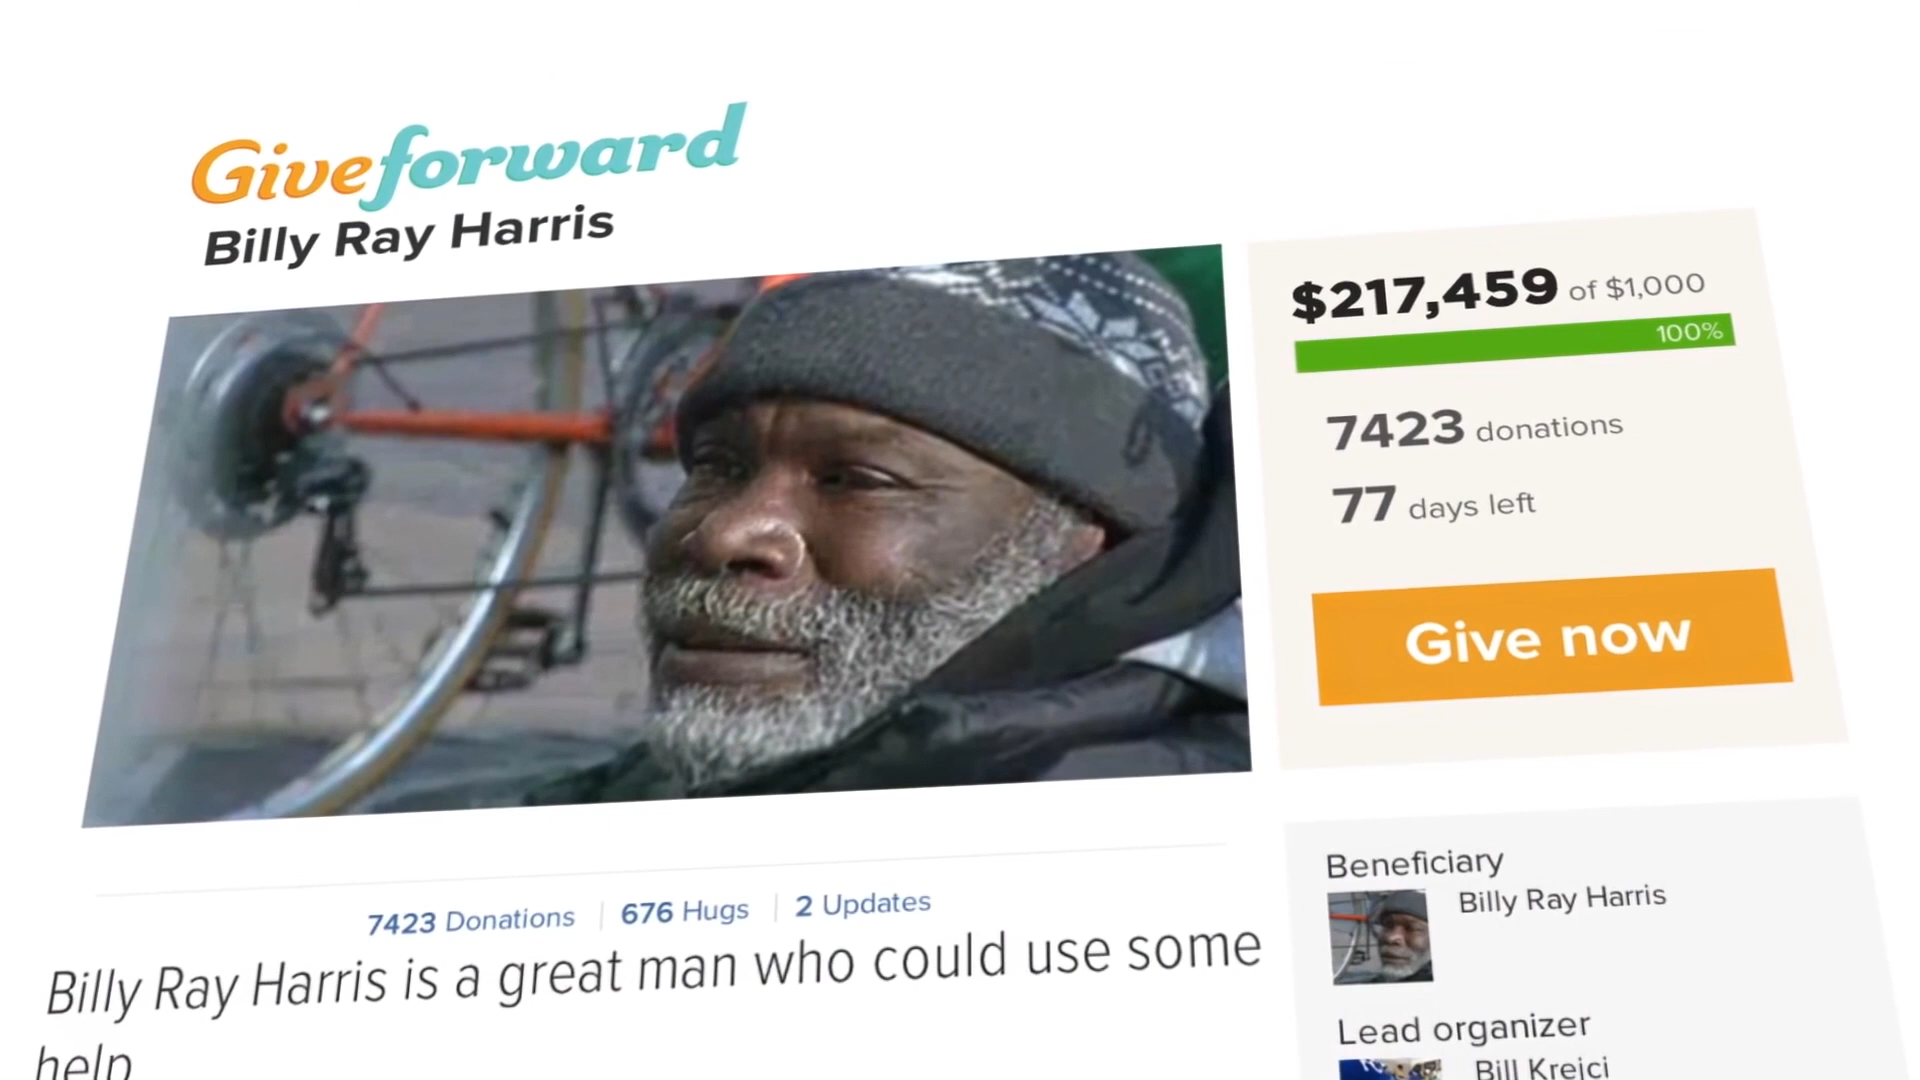 Giveforward
Billy Ray Harris
$217,459 of $1,000
100%
7423 donations
77 days left
Give now
7423 Donations | 676 Hugs | 2 Updates
Billy Ray Harris is a great man who could use some
help
Beneficiary
Billy Ray Harris
Lead organizer
Bill Krejci